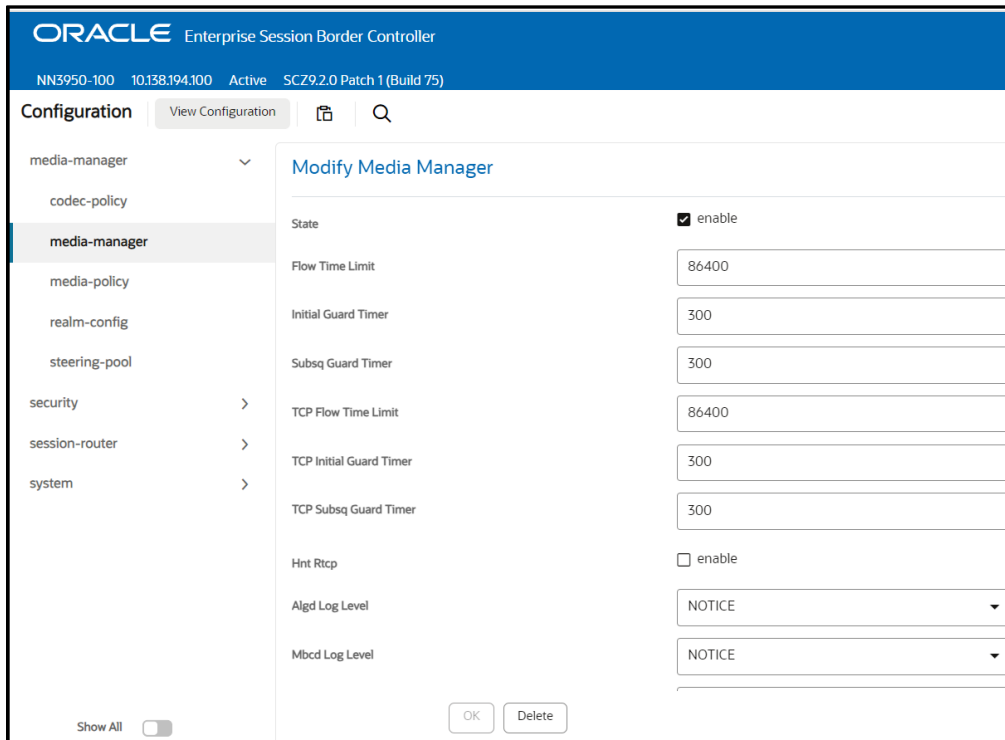 ORACLE Enterprise Session Border Controller
NN3950-100 10.138.194.100 Active SCZ9.2.0 Patch 1 (Build 75)
Configuration View Configuration
media-manager
codec-policy
media-manager
media-policy
realm-config
steering-pool
security
session-router
system
Show All
Modify Media Manager
State enable
Flow Time Limit 86400
Initial Guard Timer 300
Subsq Guard Timer 300
TCP Flow Time Limit 86400
TCP Initial Guard Timer 300
TCP Subsq Guard Timer 300
Hnt Rtcp enable
Algd Log Level NOTICE
Mbcd Log Level NOTICE
OK Delete